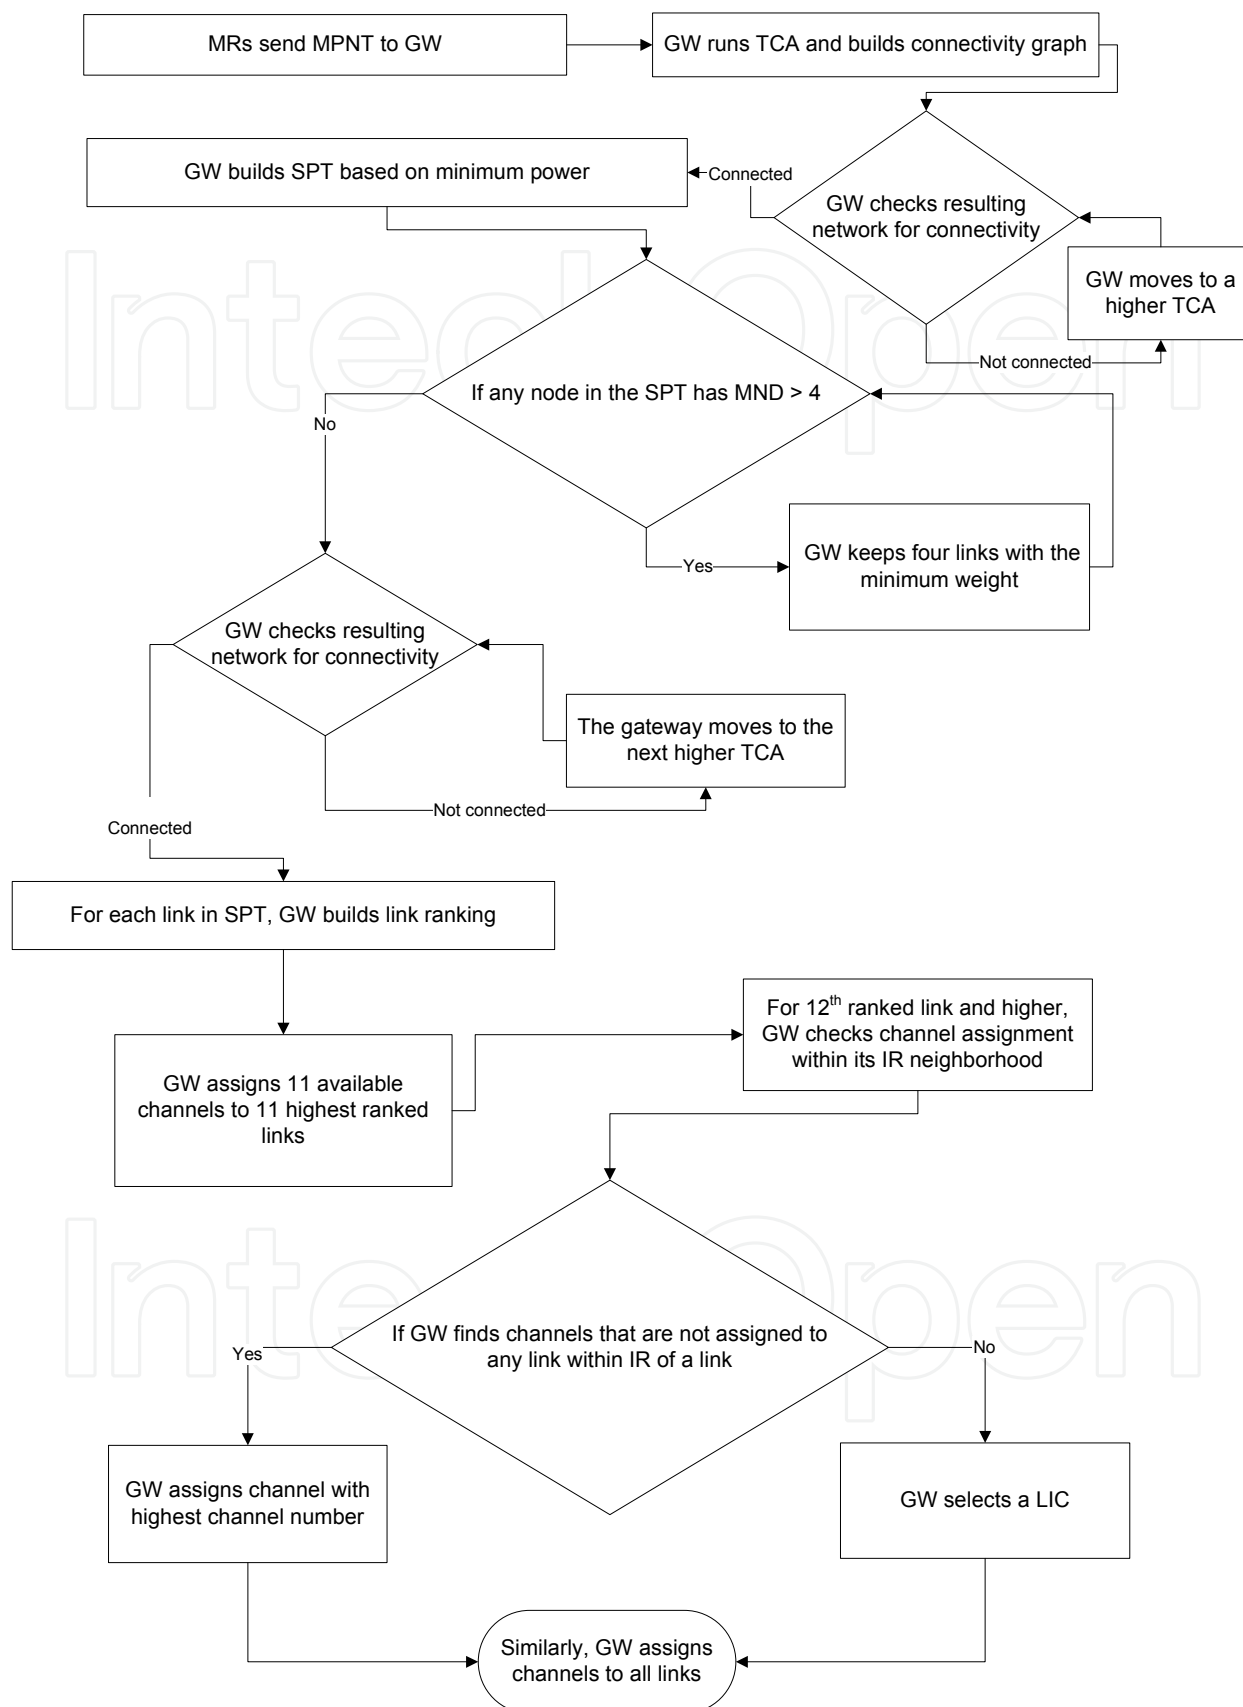 MRs send MPNT to GW
GW runs TCA and builds connectivity graph
GW builds SPT based on minimum power
Connected
GW checks resulting
network for connectivity
GW moves to a
higher TCA
Not connected
If any node in the SPT has MND > 4
No
Yes
GW keeps four links with the
minimum weight
GW checks resulting
network for connectivity
The gateway moves to the
next higher TCA
Not connected
Connected
For each link in SPT, GW builds link ranking
For 12th ranked link and higher,
GW checks channel assignment
within its IR neighborhood
GW assigns 11 available
channels to 11 highest ranked
links
If GW finds channels that are not assigned to
any link within IR of a link
Yes
No
GW assigns channel with
highest channel number
GW selects a LIC
Similarly, GW assigns
channels to all links
IntechOpen
IntechOpen